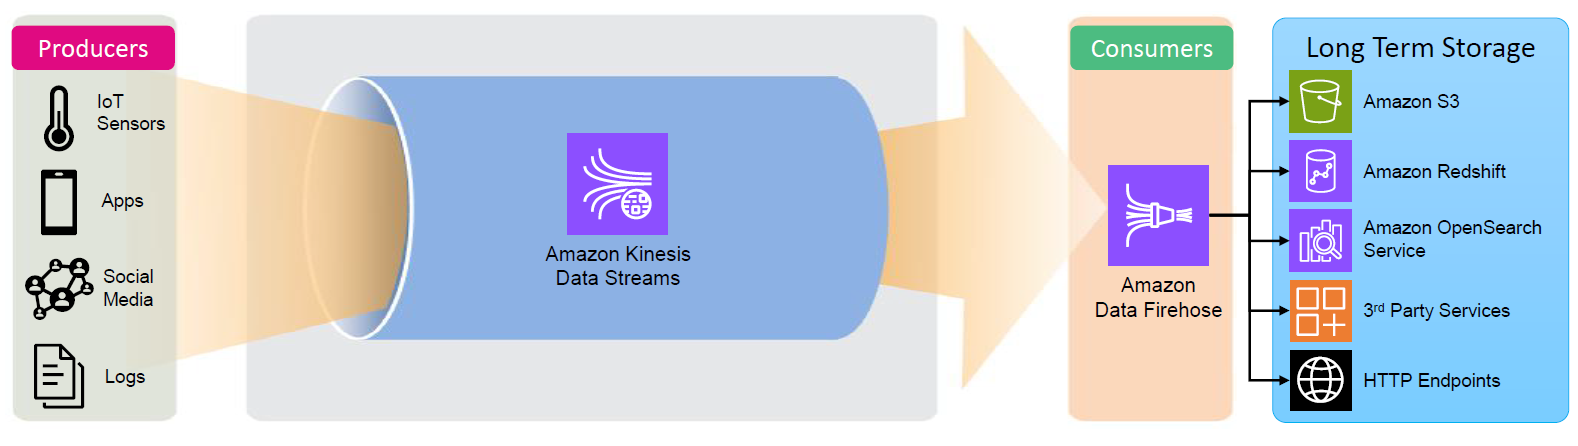 Producers
IoT
Sensors
Apps
Social
Media
Logs
Amazon Kinesis
Data Streams
Consumers
Amazon
Data Firehose
Long Term Storage
Amazon S3
Amazon Redshift
Amazon OpenSearch
Service
3rd Party Services
HTTP Endpoints